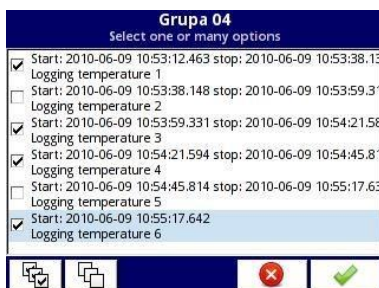 Grupa 04
Select one or many options
Start: 2010-06-09 10:53:12.463 stop: 2010-06-09 10:53:38.13
Logging temperature 1
Start: 2010-06-09 10:53:38.148 stop: 2010-06-09 10:53:59.31
Logging temperature 2
Start: 2010-06-09 10:53:59.331 stop: 2010-06-09 10:54:21.58
Logging temperature 3
Start: 2010-06-09 10:54:21.594 stop: 2010-06-09 10:54:45.81
Logging temperature 4
Start: 2010-06-09 10:54:45.814 stop: 2010-06-09 10:55:17.63
Logging temperature 5
Start: 2010-06-09 10:55:17.642
Logging temperature 6